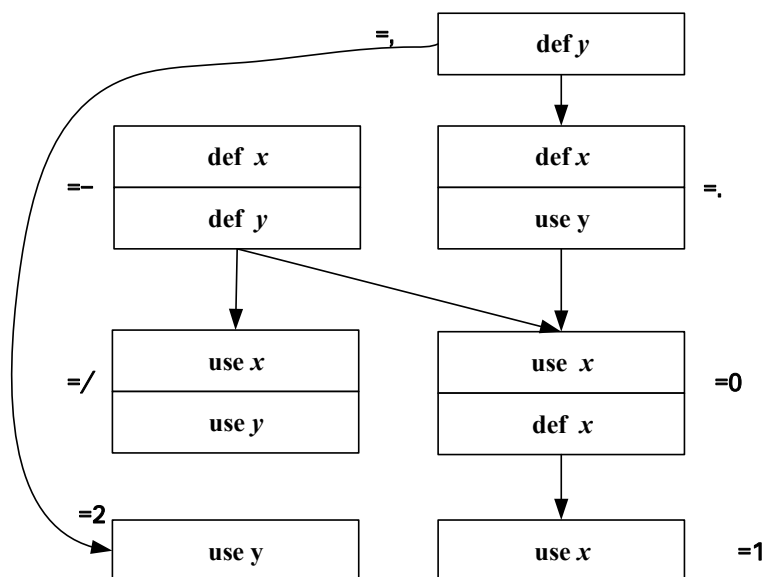 =,
def y
def x
def x
=–
=.
def y
use y
use x
use x
=/
=0
use y
def x
=2
use y
use x
=1